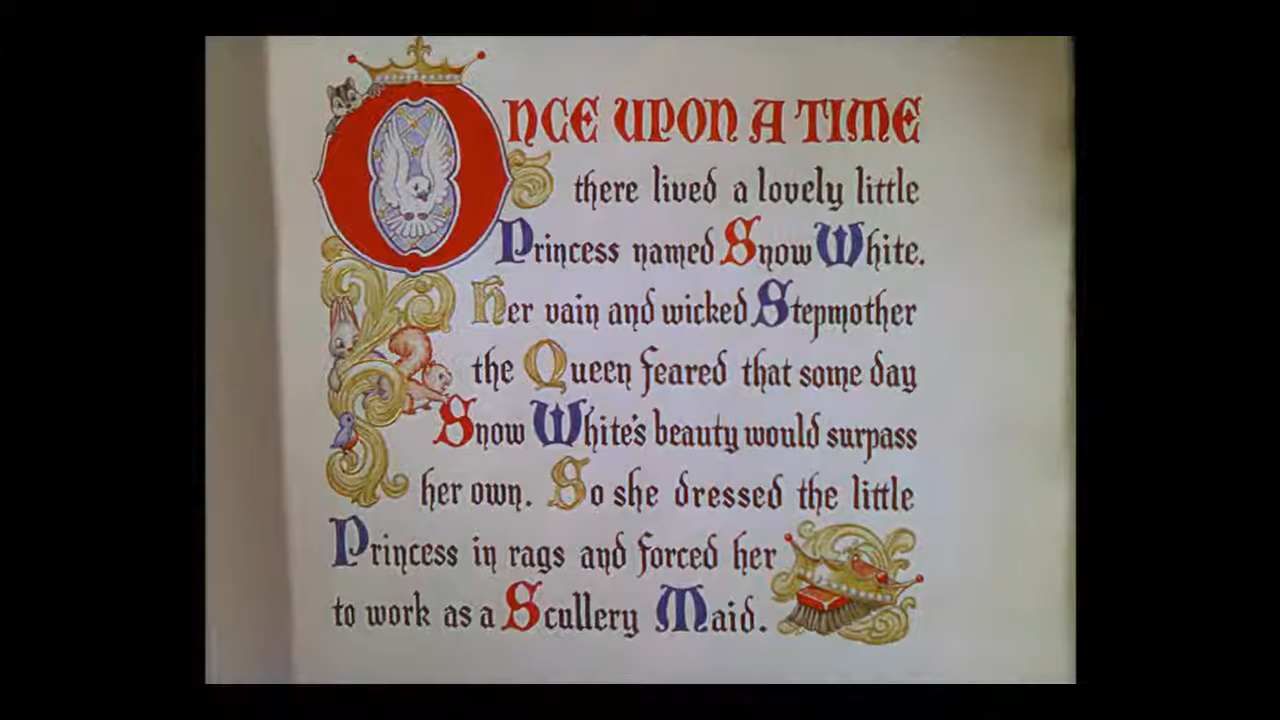 ONCE UPON A TIME
there lived a lovely little
Princess named Snow White.
Her vain and wicked Stepmother
the Queen feared that some day
Snow White's beauty would surpass
her own. So she dressed the little
Princess in rags and forced her
to work as a Scullery Maid.